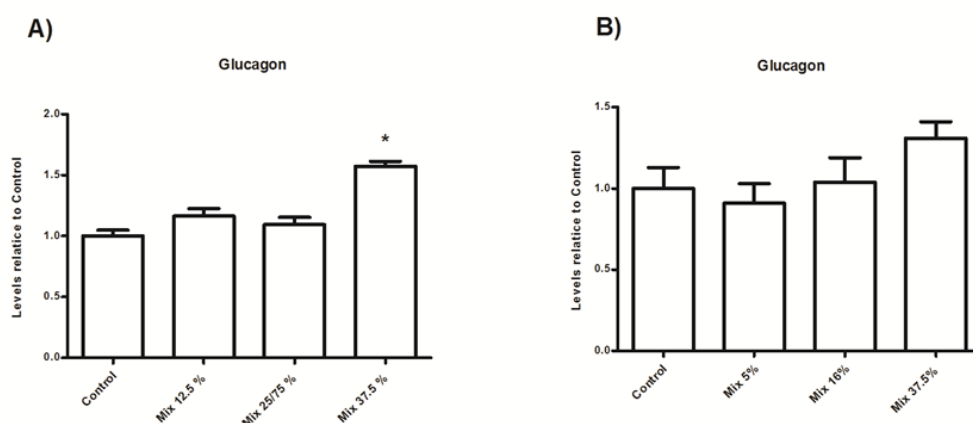 A)
Glucagon
Levels relatice to Control
2.0
1.5
1.0
0.5
0.0
*
Control
Mix 12.5 %
Mix 25/75 %
Mix 37.5 %
B)
Glucagon
Levels relatice to Control
1.5
1.0
0.5
0.0
Control
Mix 5%
Mix 16%
Mix 37.5%